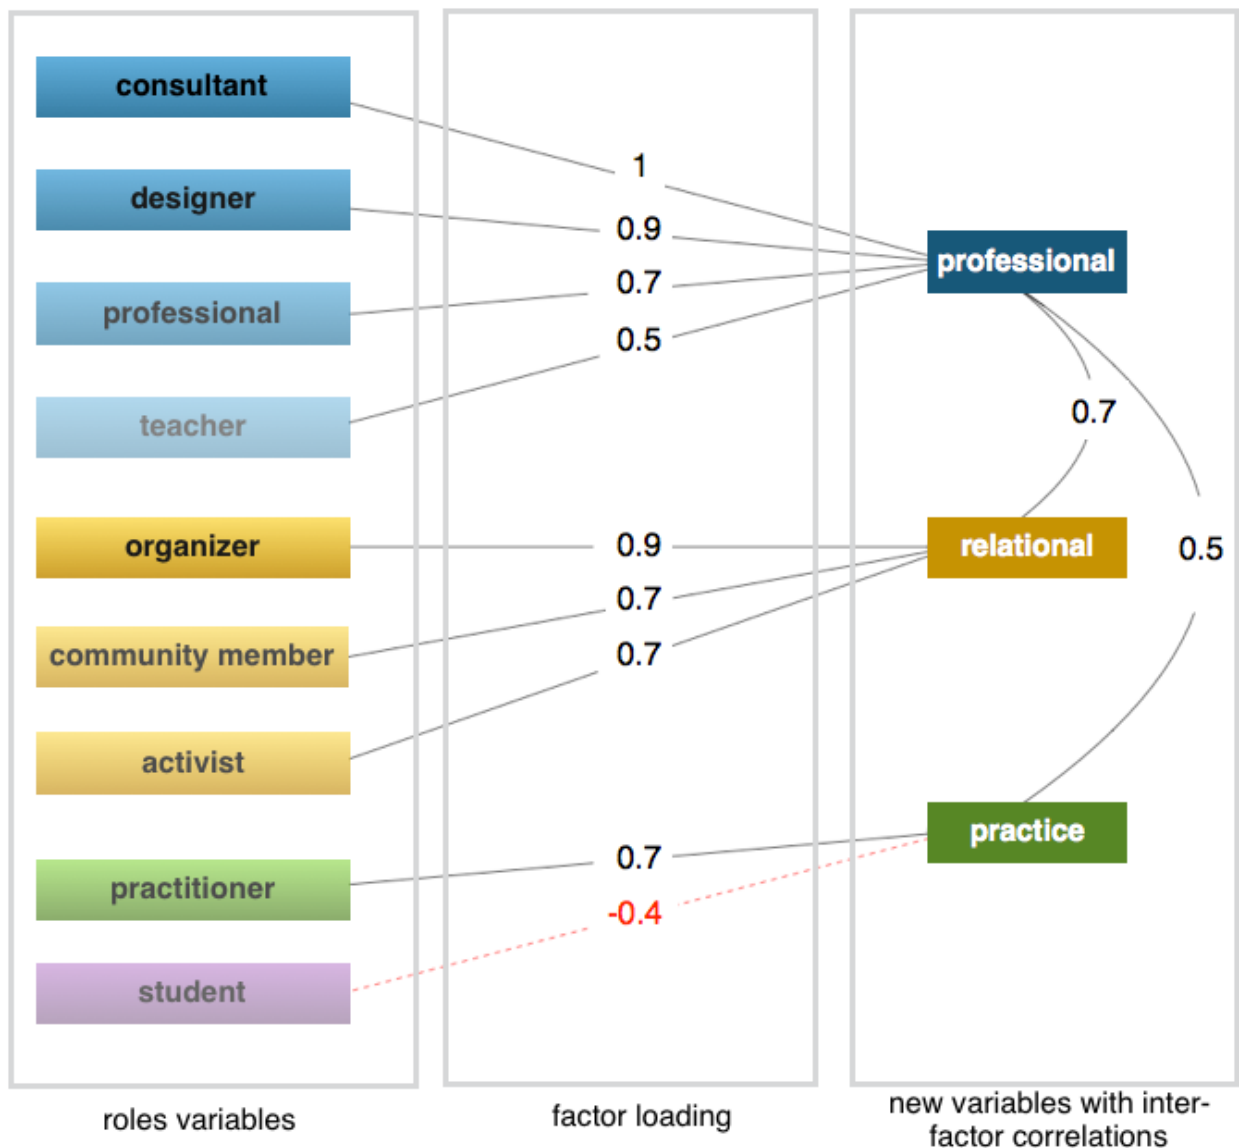 consultant
designer
professional
teacher
organizer
community member
activist
practitioner
student
roles variables
1
0.9
0.7
0.5
0.9
0.7
0.7
0.7
-0.4
factor loading
professional
0.7
relational
0.5
practice
new variables with inter-
factor correlations